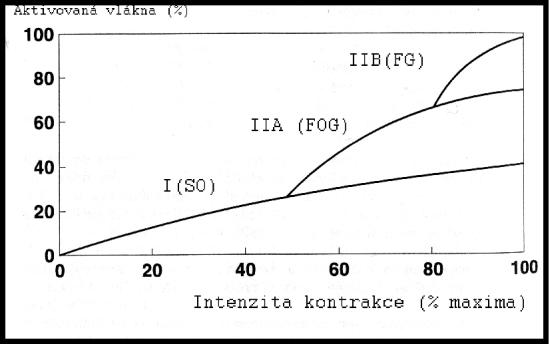 Aktivovaná vlákna (%)
100
80
60
40
20
0
IIB(FG)
IIA (FOG)
I(SO)
0 20 40 60 80 100
Intenzita kontrakce (% maxima)